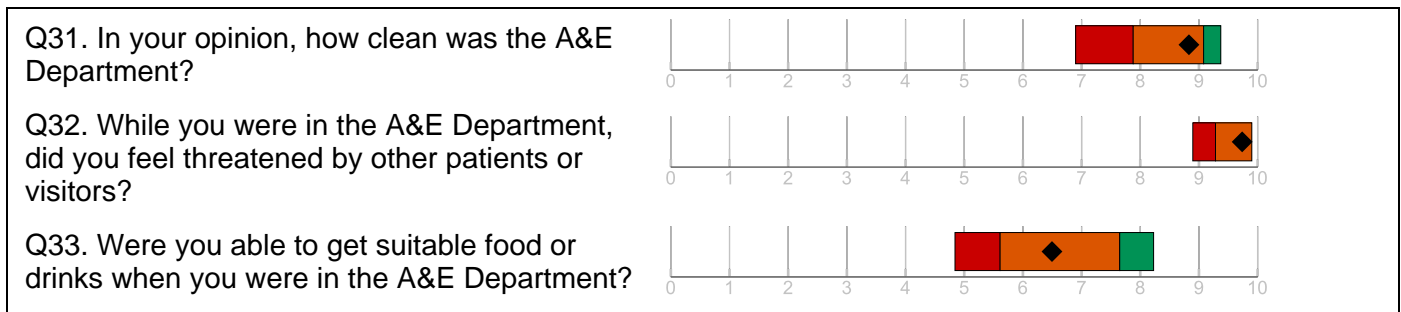 Q31. In your opinion, how clean was the A&E
Department?
0 1 2 3 4 5 6 7 8 9 10
Q32. While you were in the A&E Department,
did you feel threatened by other patients or
visitors?
0 1 2 3 4 5 6 7 8 9 10
Q33. Were you able to get suitable food or
drinks when you were in the A&E Department?
0 1 2 3 4 5 6 7 8 9 10